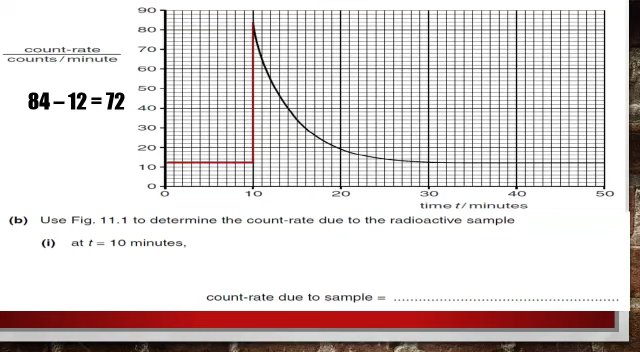 90
80
70
60
50
40
30
20
10
0
count-rate
counts / minute
84 – 12 = 72
0 10 20 30 40 50
time t / minutes
(b) Use Fig. 11.1 to determine the count-rate due to the radioactive sample
(i) at t = 10 minutes,
count-rate due to sample = ......................................................